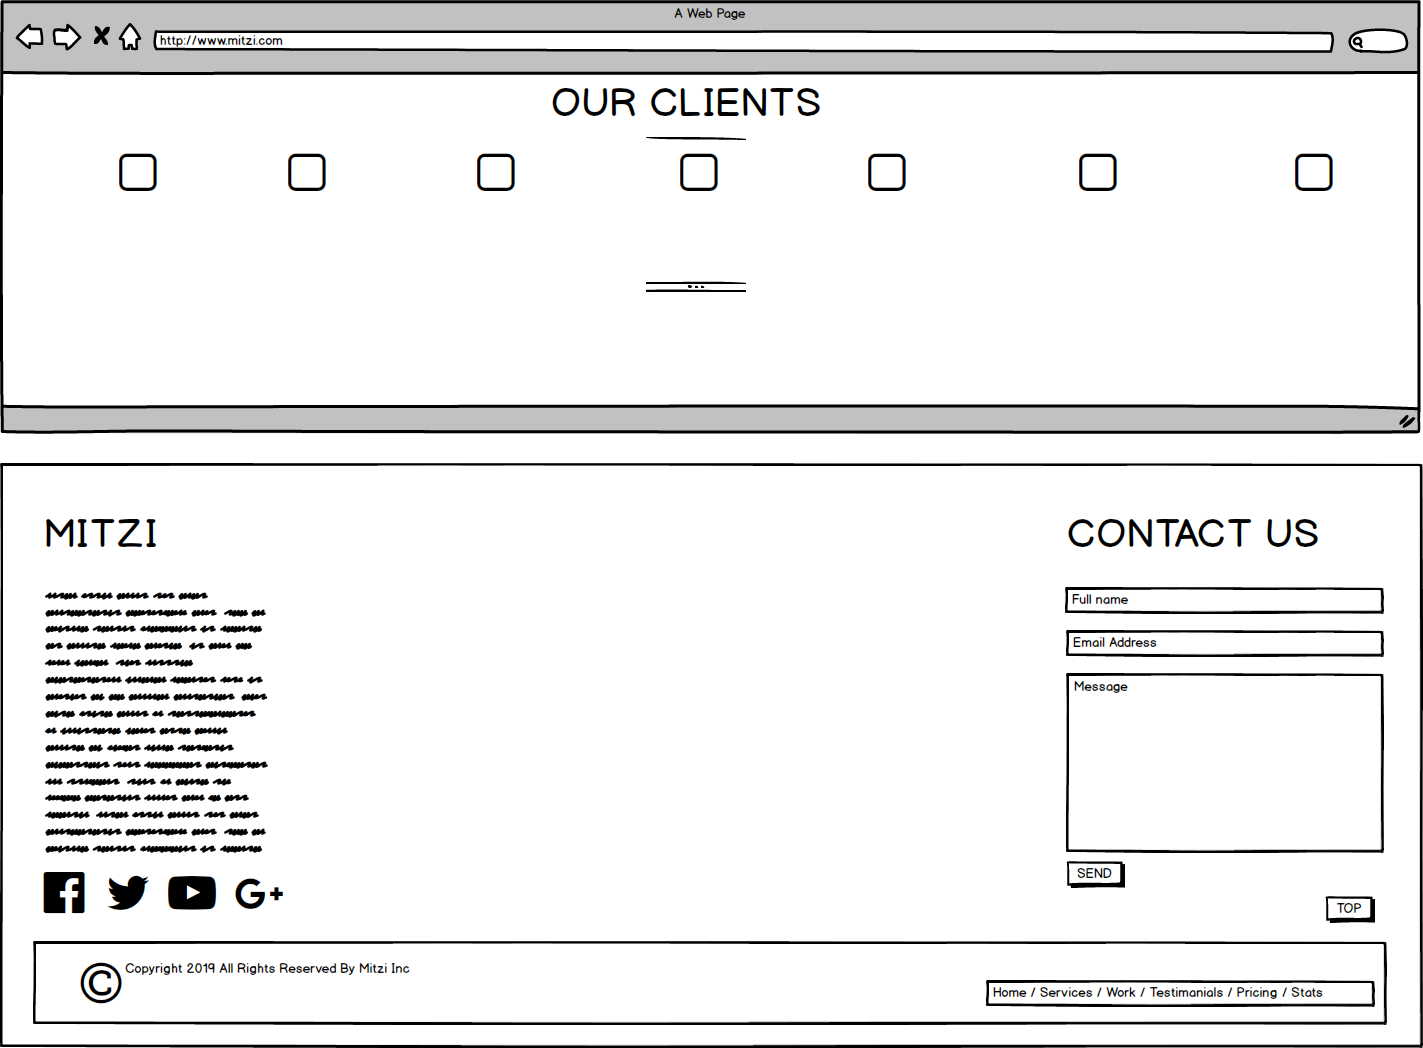 A Web Page
http://www.mitzi.com
OUR CLIENTS
MITZI
CONTACT US
Full name
Email Address
Message
SEND
TOP
© Copyright 2019 All Rights Reserved By Mitzi Inc
Home / Services / Work / Testimanials / Pricing / Stats